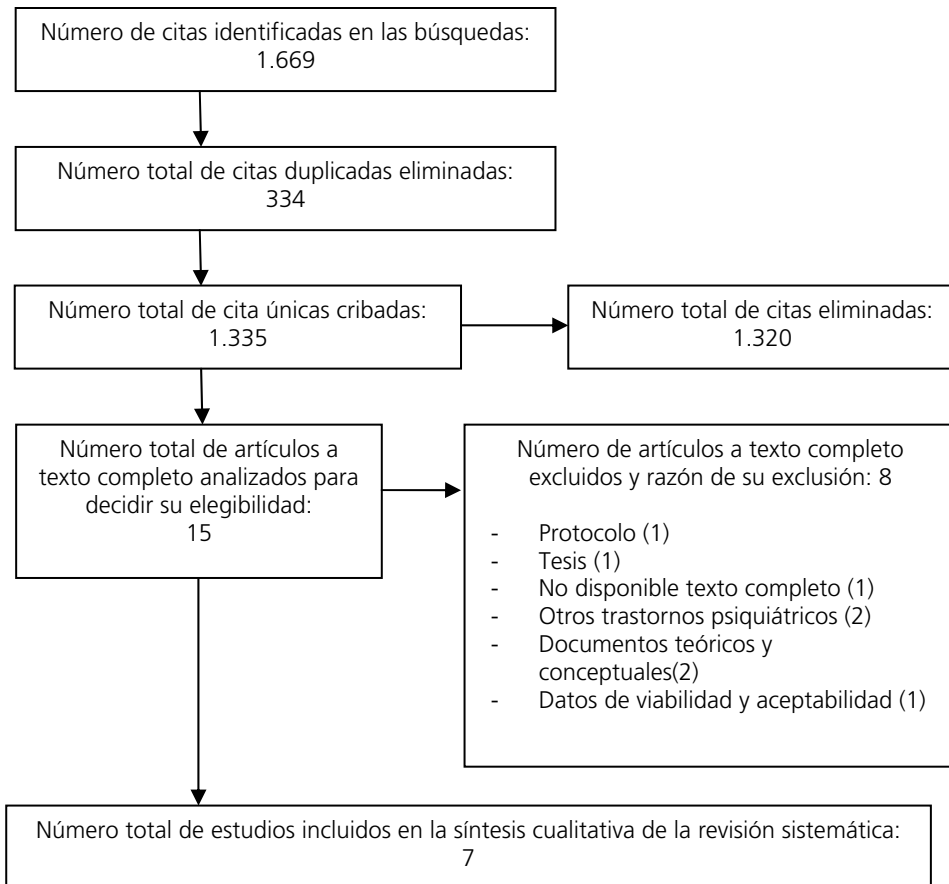 Número de citas identificadas en las búsquedas:
1.669
Número total de citas duplicadas eliminadas:
334
Número total de cita únicas cribadas:
1.335
Número total de citas eliminadas:
1.320
Número total de artículos a
texto completo analizados para
decidir su elegibilidad:
15
Número de artículos a texto completo
excluidos y razón de su exclusión: 8
- Protocolo (1)
- Tesis (1)
- No disponible texto completo (1)
- Otros trastornos psiquiátricos (2)
- Documentos teóricos y
conceptuales(2)
- Datos de viabilidad y aceptabilidad (1)
Número total de estudios incluidos en la síntesis cualitativa de la revisión sistemática:
7